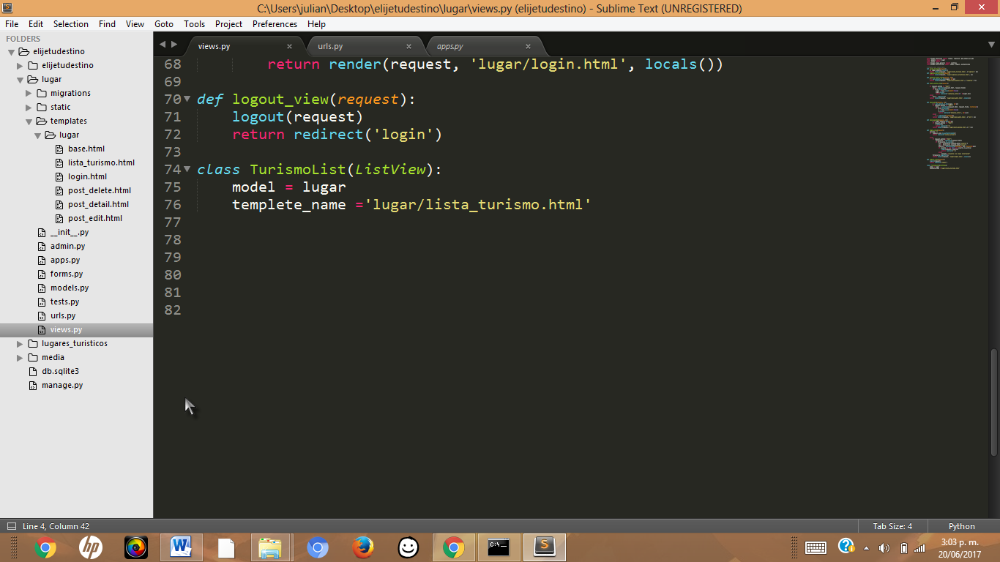 C:\Users\julian\Desktop\elijetudestino\lugar\views.py (elijetudestino) - Sublime Text (UNREGISTERED)
File Edit Selection Find View Goto Tools Project Preferences Help
FOLDERS
elijetudestino
elijetudestino
lugar
migrations
static
templates
lugar
base.html
lista_turismo.html
login.html
post_delete.html
post_detail.html
post_edit.html
__init__.py
admin.py
apps.py
forms.py
models.py
tests.py
urls.py
views.py
lugares_turisticos
media
db.sqlite3
manage.py
views.py urls.py apps.py
68 return render(request, 'lugar/login.html', locals())
69
70 def logout_view(request):
71 logout(request)
72 return redirect('login')
73
74 class TurismoList(ListView):
75 model = lugar
76 templete_name ='lugar/lista_turismo.html'
77
78
79
80
81
82
Line 4, Column 42 Tab Size: 4 Python
3:03 p. m.
20/06/2017